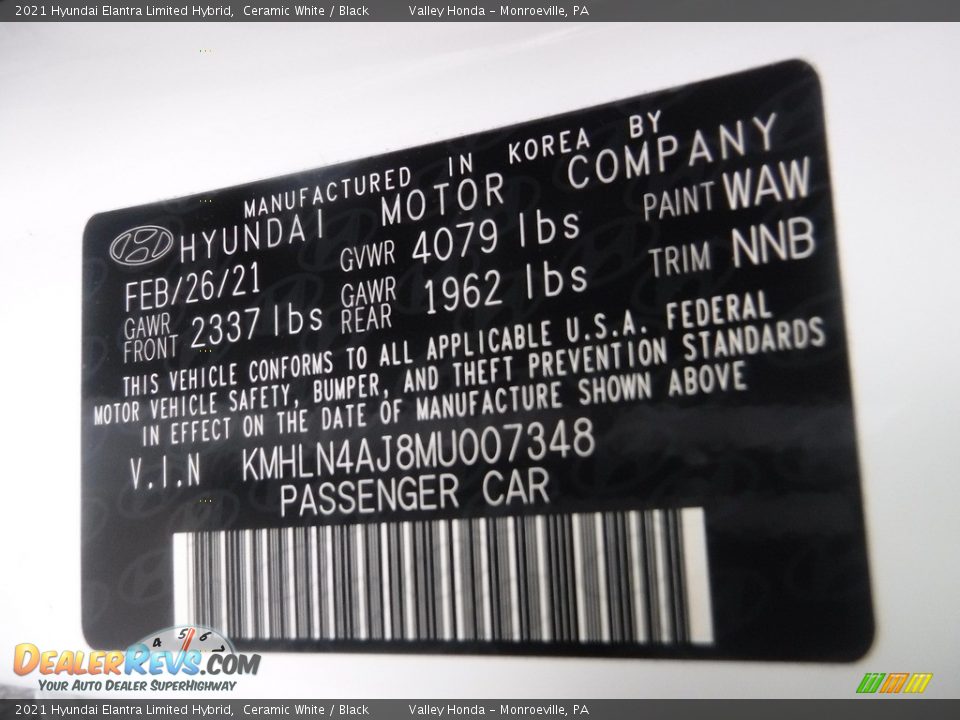 2021 Hyundai Elantra Limited Hybrid, Ceramic White / Black Valley Honda - Monroeville, PA
MANUFACTURED IN KOREA BY
HYUNDAI MOTOR COMPANY
FEB/26/21 GVWR 4079 lbs PAINT WAW
GAWR FRONT 2337 lbs GAWR REAR 1962 lbs TRIM NNB
THIS VEHICLE CONFORMS TO ALL APPLICABLE U.S.A. FEDERAL
MOTOR VEHICLE SAFETY, BUMPER, AND THEFT PREVENTION STANDARDS
IN EFFECT ON THE DATE OF MANUFACTURE SHOWN ABOVE
V.I.N KMHLN4AJ8MU007348
PASSENGER CAR
4 5 6 7
DEALERREVS.COM
YOUR AUTO DEALER SUPERHIGHWAY
2021 Hyundai Elantra Limited Hybrid, Ceramic White / Black Valley Honda - Monroeville, PA